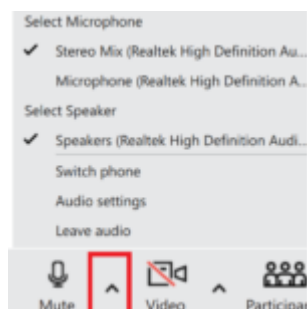 Select Microphone
Stereo Mix (Realtek High Definition Au...
Microphone (Realtek High Definition A...
Select Speaker
Speakers (Realtek High Definition Audi...
Switch phone
Audio settings
Leave audio
Mute Video Participan